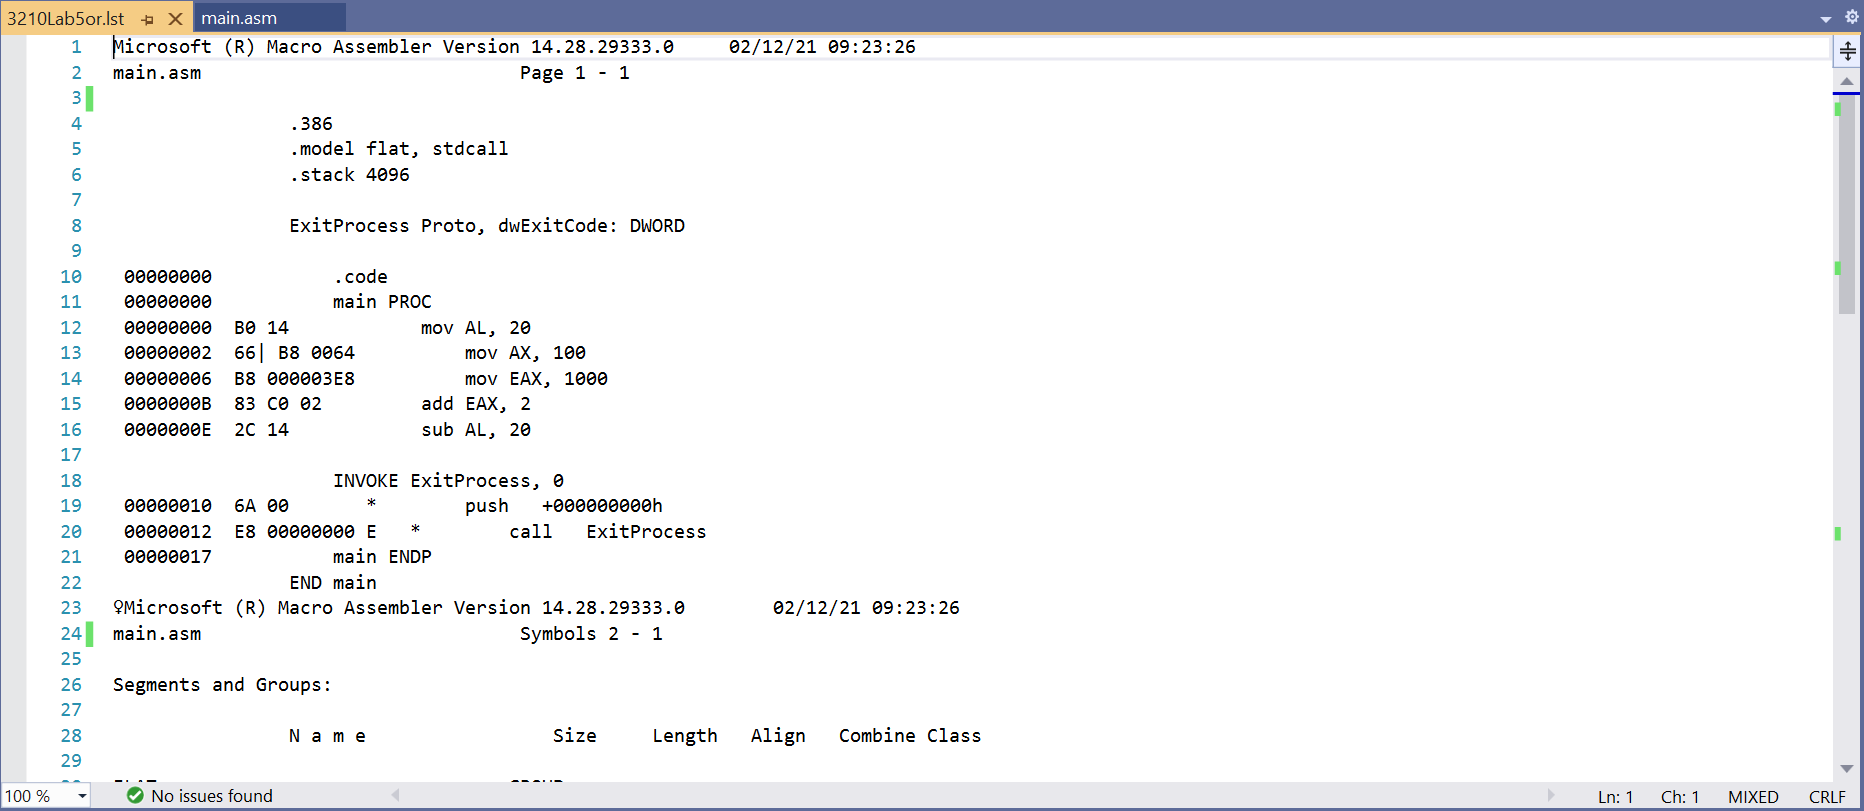 3210Lab5or.lst main.asm
1 Microsoft (R) Macro Assembler Version 14.28.29333.0 02/12/21 09:23:26
2 main.asm Page 1 - 1
3
4 .386
5 .model flat, stdcall
6 .stack 4096
7
8 ExitProcess Proto, dwExitCode: DWORD
9
10 00000000 .code
11 00000000 main PROC
12 00000000 B0 14 mov AL, 20
13 00000002 66| B8 0064 mov AX, 100
14 00000006 B8 000003E8 mov EAX, 1000
15 0000000B 83 C0 02 add EAX, 2
16 0000000E 2C 14 sub AL, 20
17
18 INVOKE ExitProcess, 0
19 00000010 6A 00 * push +000000000h
20 00000012 E8 00000000 E * call ExitProcess
21 00000017 main ENDP
22 END main
23 ♀Microsoft (R) Macro Assembler Version 14.28.29333.0 02/12/21 09:23:26
24 main.asm Symbols 2 - 1
25
26 Segments and Groups:
27
28 N a m e Size Length Align Combine Class
29
100 % No issues found Ln: 1 Ch: 1 MIXED CRLF